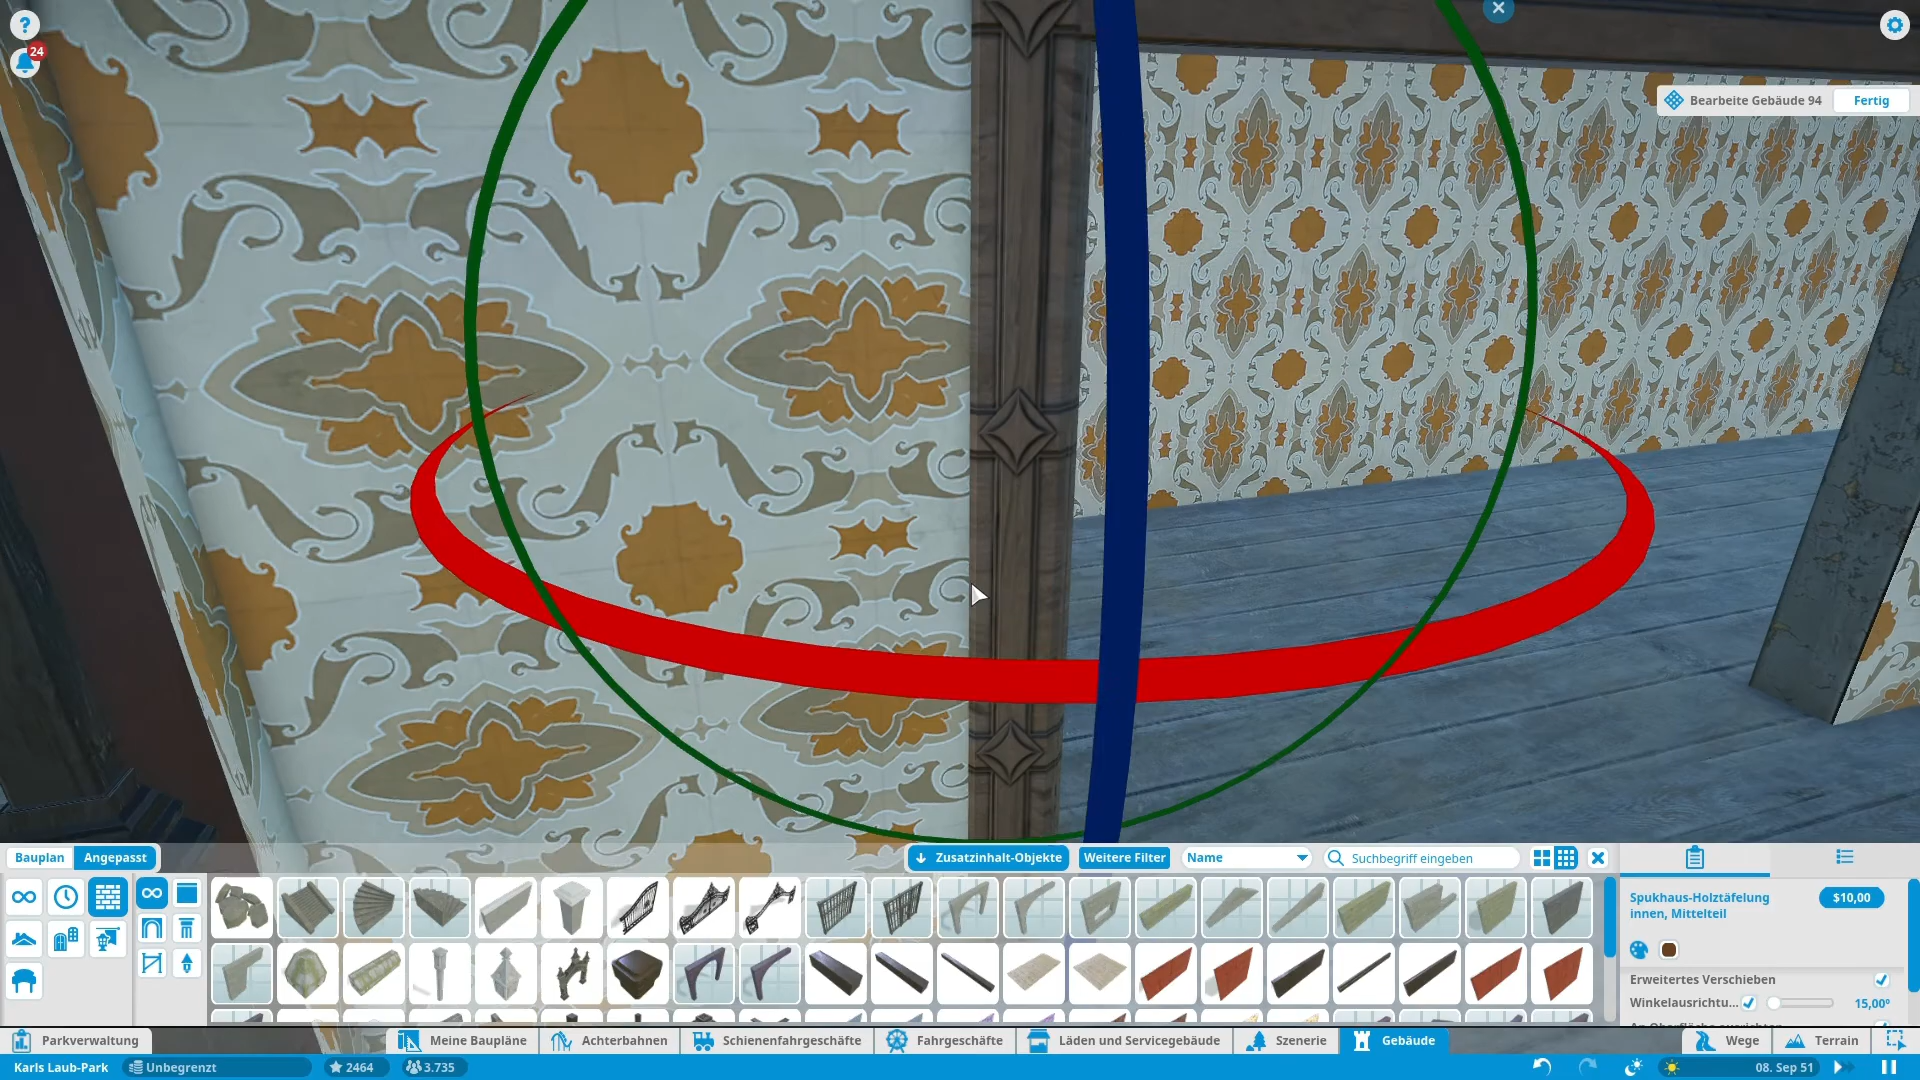 ?
24
Bearbeite Gebäude 94
Fertig
Bauplan
Angepasst
Zusatzinhalt-Objekte
Weitere Filter
Name
Suchbegriff eingeben
Spukhaus-Holztäfelung
innen, Mittelteil
$10,00
Erweitertes Verschieben
Winkelausrichtu...
15,00°
Parkverwaltung
Meine Baupläne
Achterbahnen
Schienenfahrgeschäfte
Fahrgeschäfte
Läden und Servicegebäude
Szenerie
Gebäude
Wege
Terrain
Karls Laub-Park
Unbegrenzt
2464
3.735
08. Sep 51